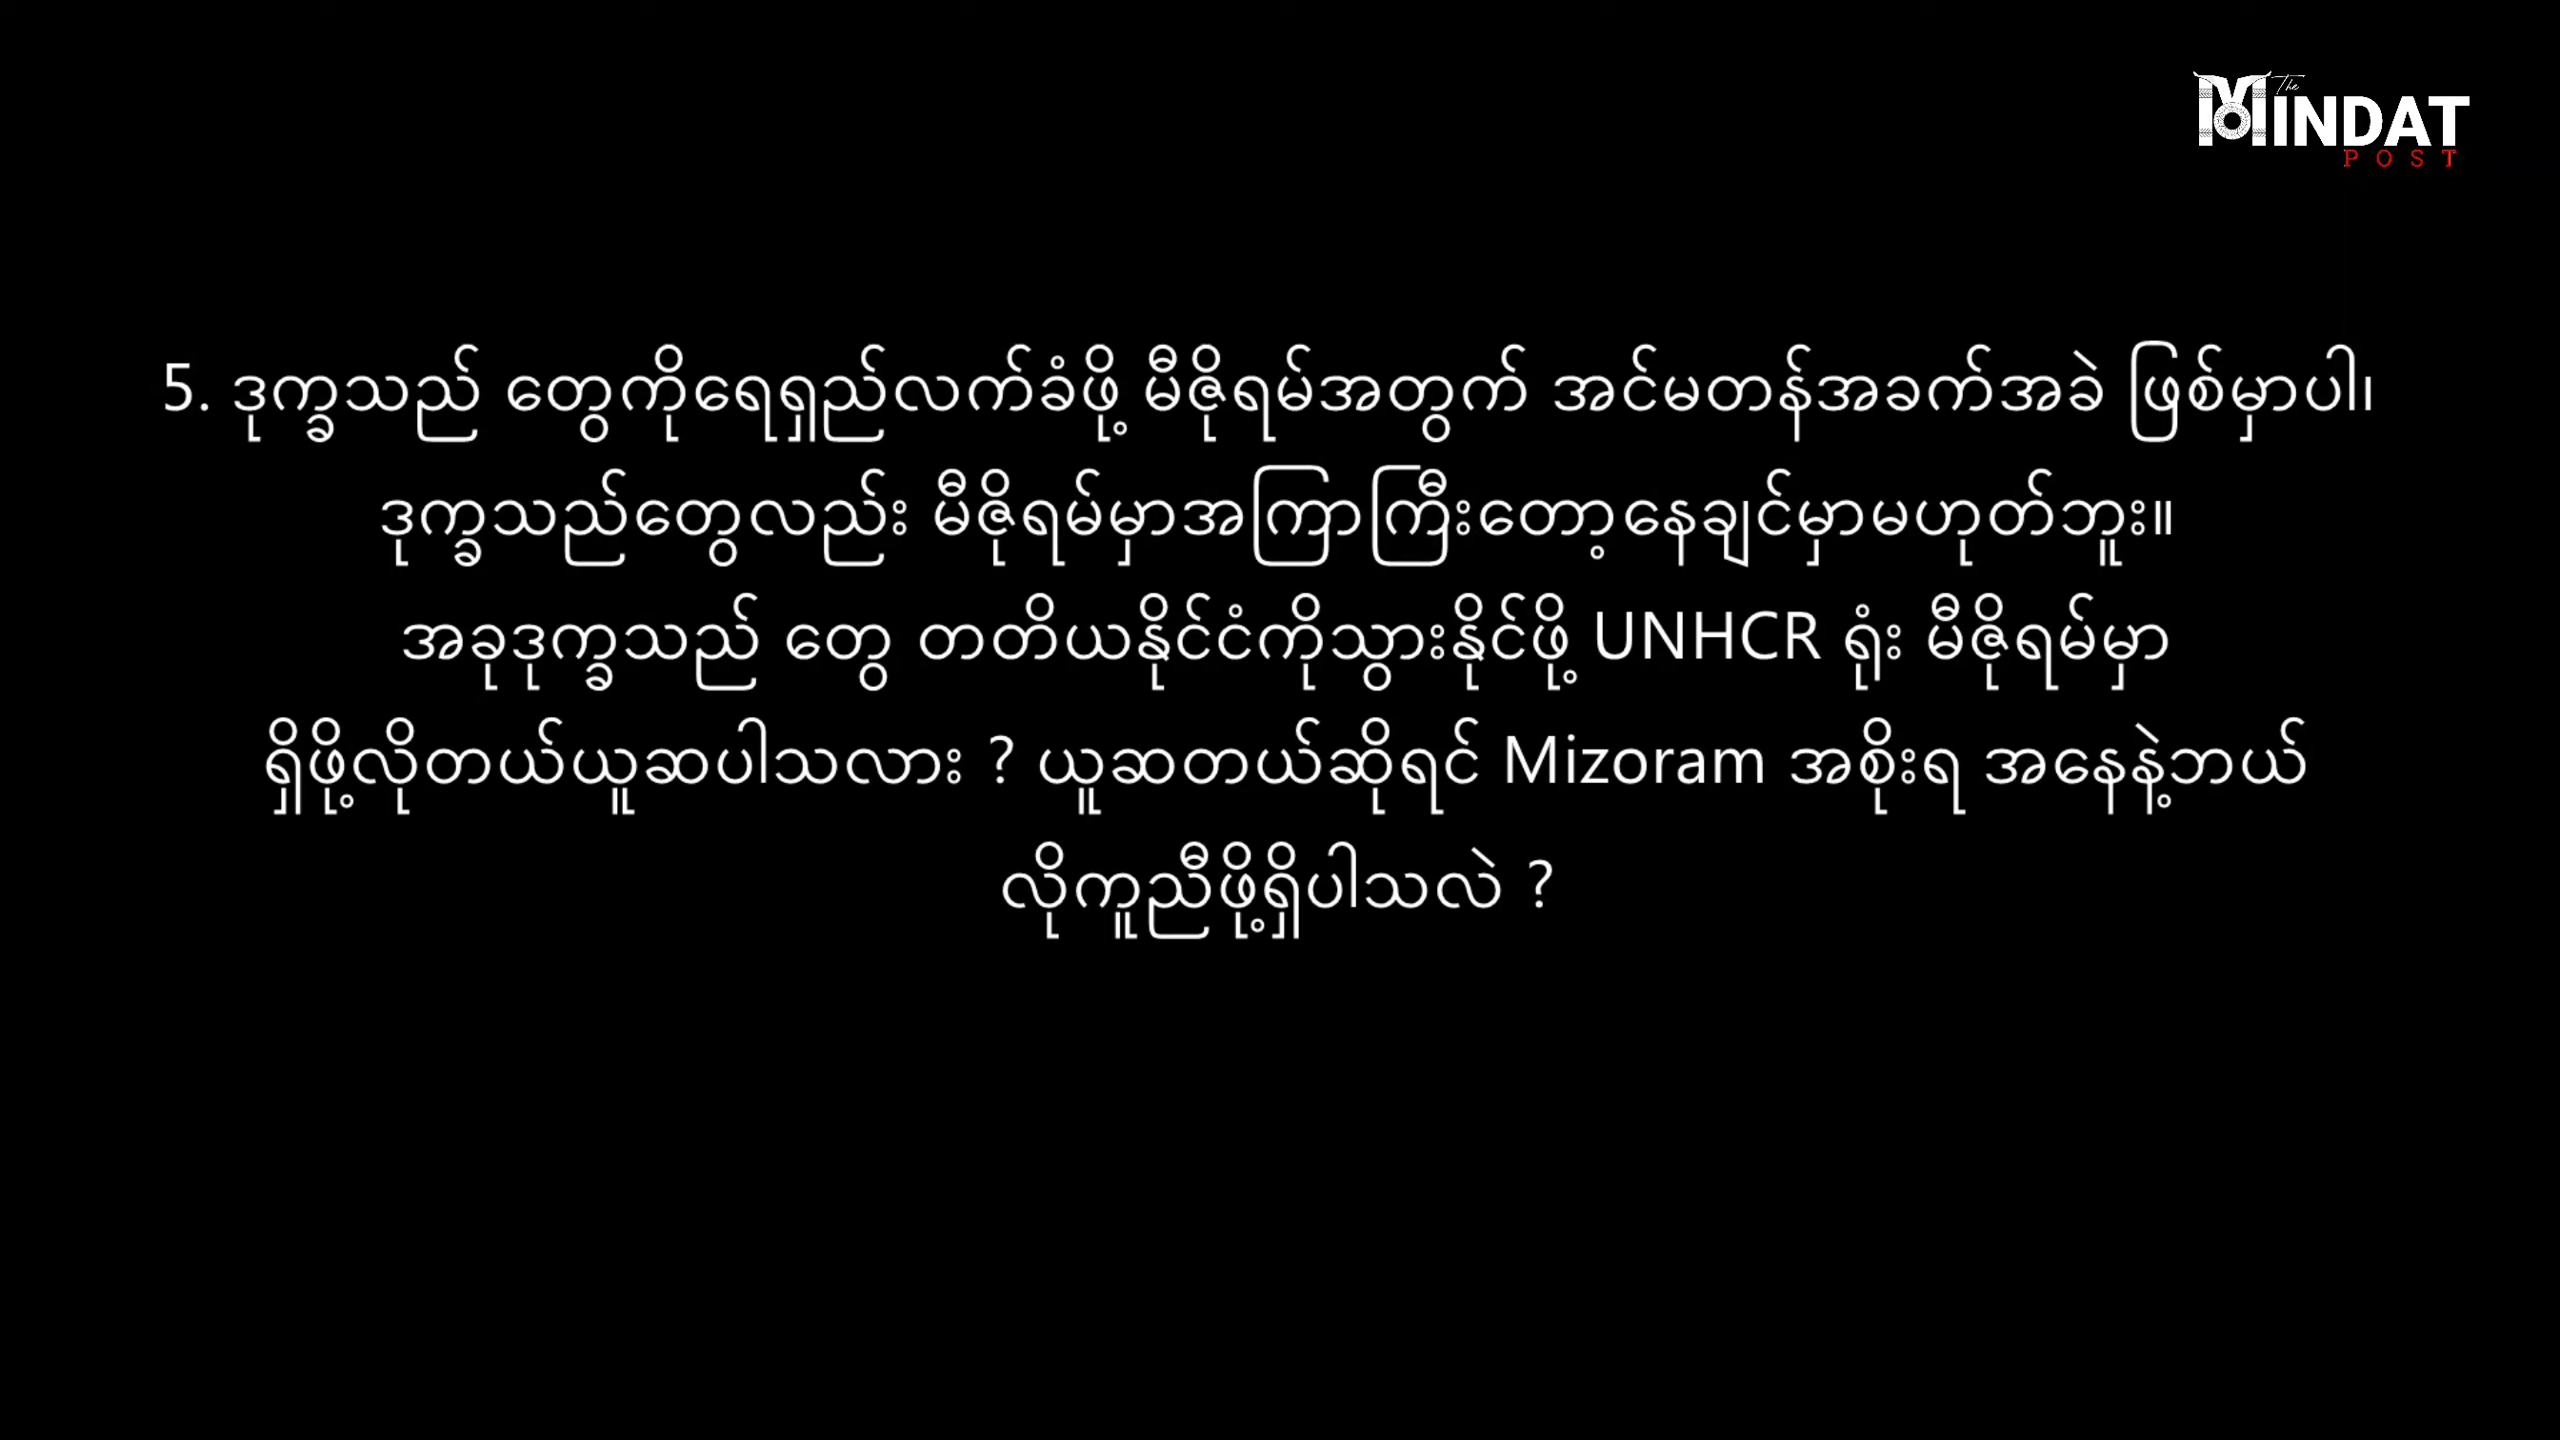 The
MINDAT
POST
5. ဒုက္ခသည် တွေကိုရေရှည်လက်ခံဖို့ မီဇိုရမ်အတွက် အင်မတန်အခက်အခဲ ဖြစ်မှာပါ၊
ဒုက္ခသည်တွေလည်း မီဇိုရမ်မှာအကြာကြီးတော့နေချင်မှာမဟုတ်ဘူး။
အခုဒုက္ခသည် တွေ တတိယနိုင်ငံကိုသွားနိုင်ဖို့ UNHCR ရုံး မီဇိုရမ်မှာ
ရှိဖို့လိုတယ်ယူဆပါသလား ? ယူဆတယ်ဆိုရင် Mizoram အစိုးရ အနေနဲ့ဘယ်
လိုကူညီဖို့ရှိပါသလဲ ?